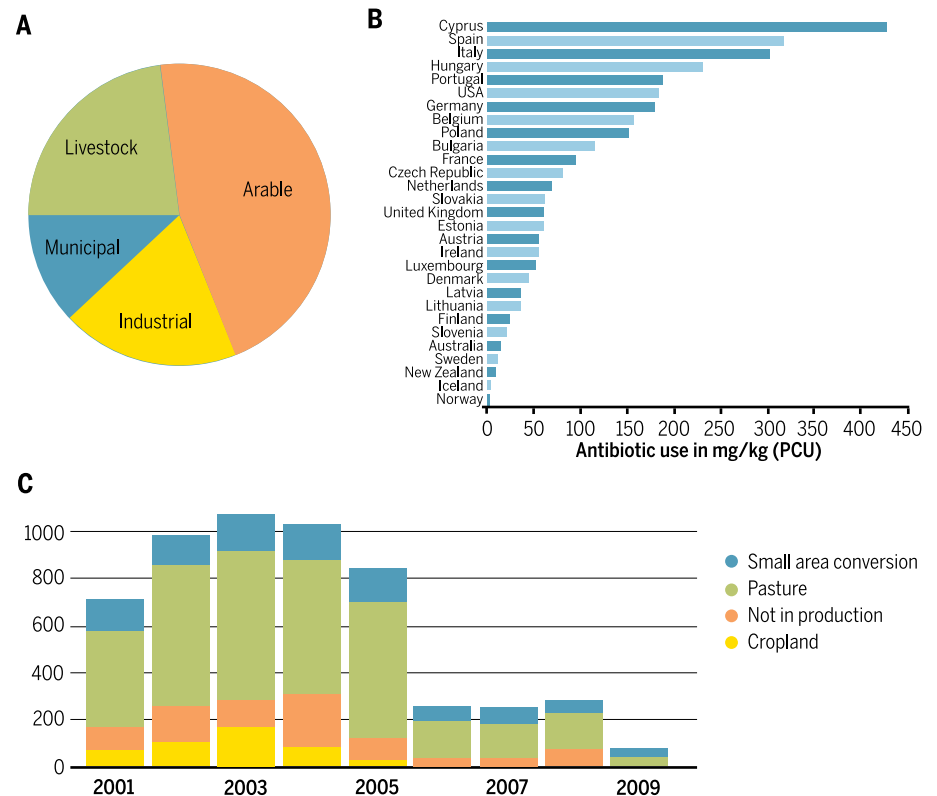 A
Livestock
Arable
Municipal
Industrial
B
Cyprus
Spain
Italy
Hungary
Portugal
USA
Germany
Belgium
Poland
Bulgaria
France
Czech Republic
Netherlands
Slovakia
United Kingdom
Estonia
Austria
Ireland
Luxembourg
Denmark
Latvia
Lithuania
Finland
Slovenia
Australia
Sweden
New Zealand
Iceland
Norway
0 50 100 150 200 250 300 350 400 450
Antibiotic use in mg/kg (PCU)
C
1000
800
600
400
200
0
2001 2003 2005 2007 2009
Small area conversion
Pasture
Not in production
Cropland